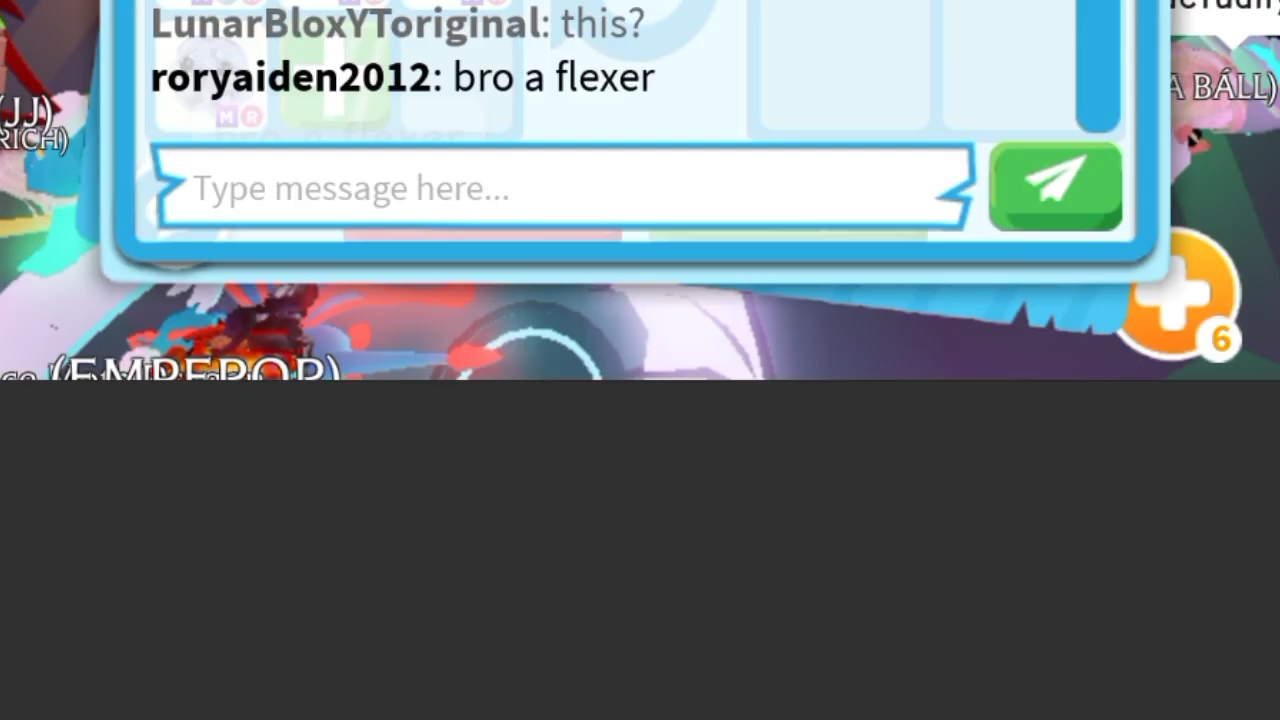 LunarBloxYToriginal: this?
roryaiden2012: bro a flexer
(JJ)
RICH)
A BÁLL)
M R
Type message here...
6
(EMPEROR)